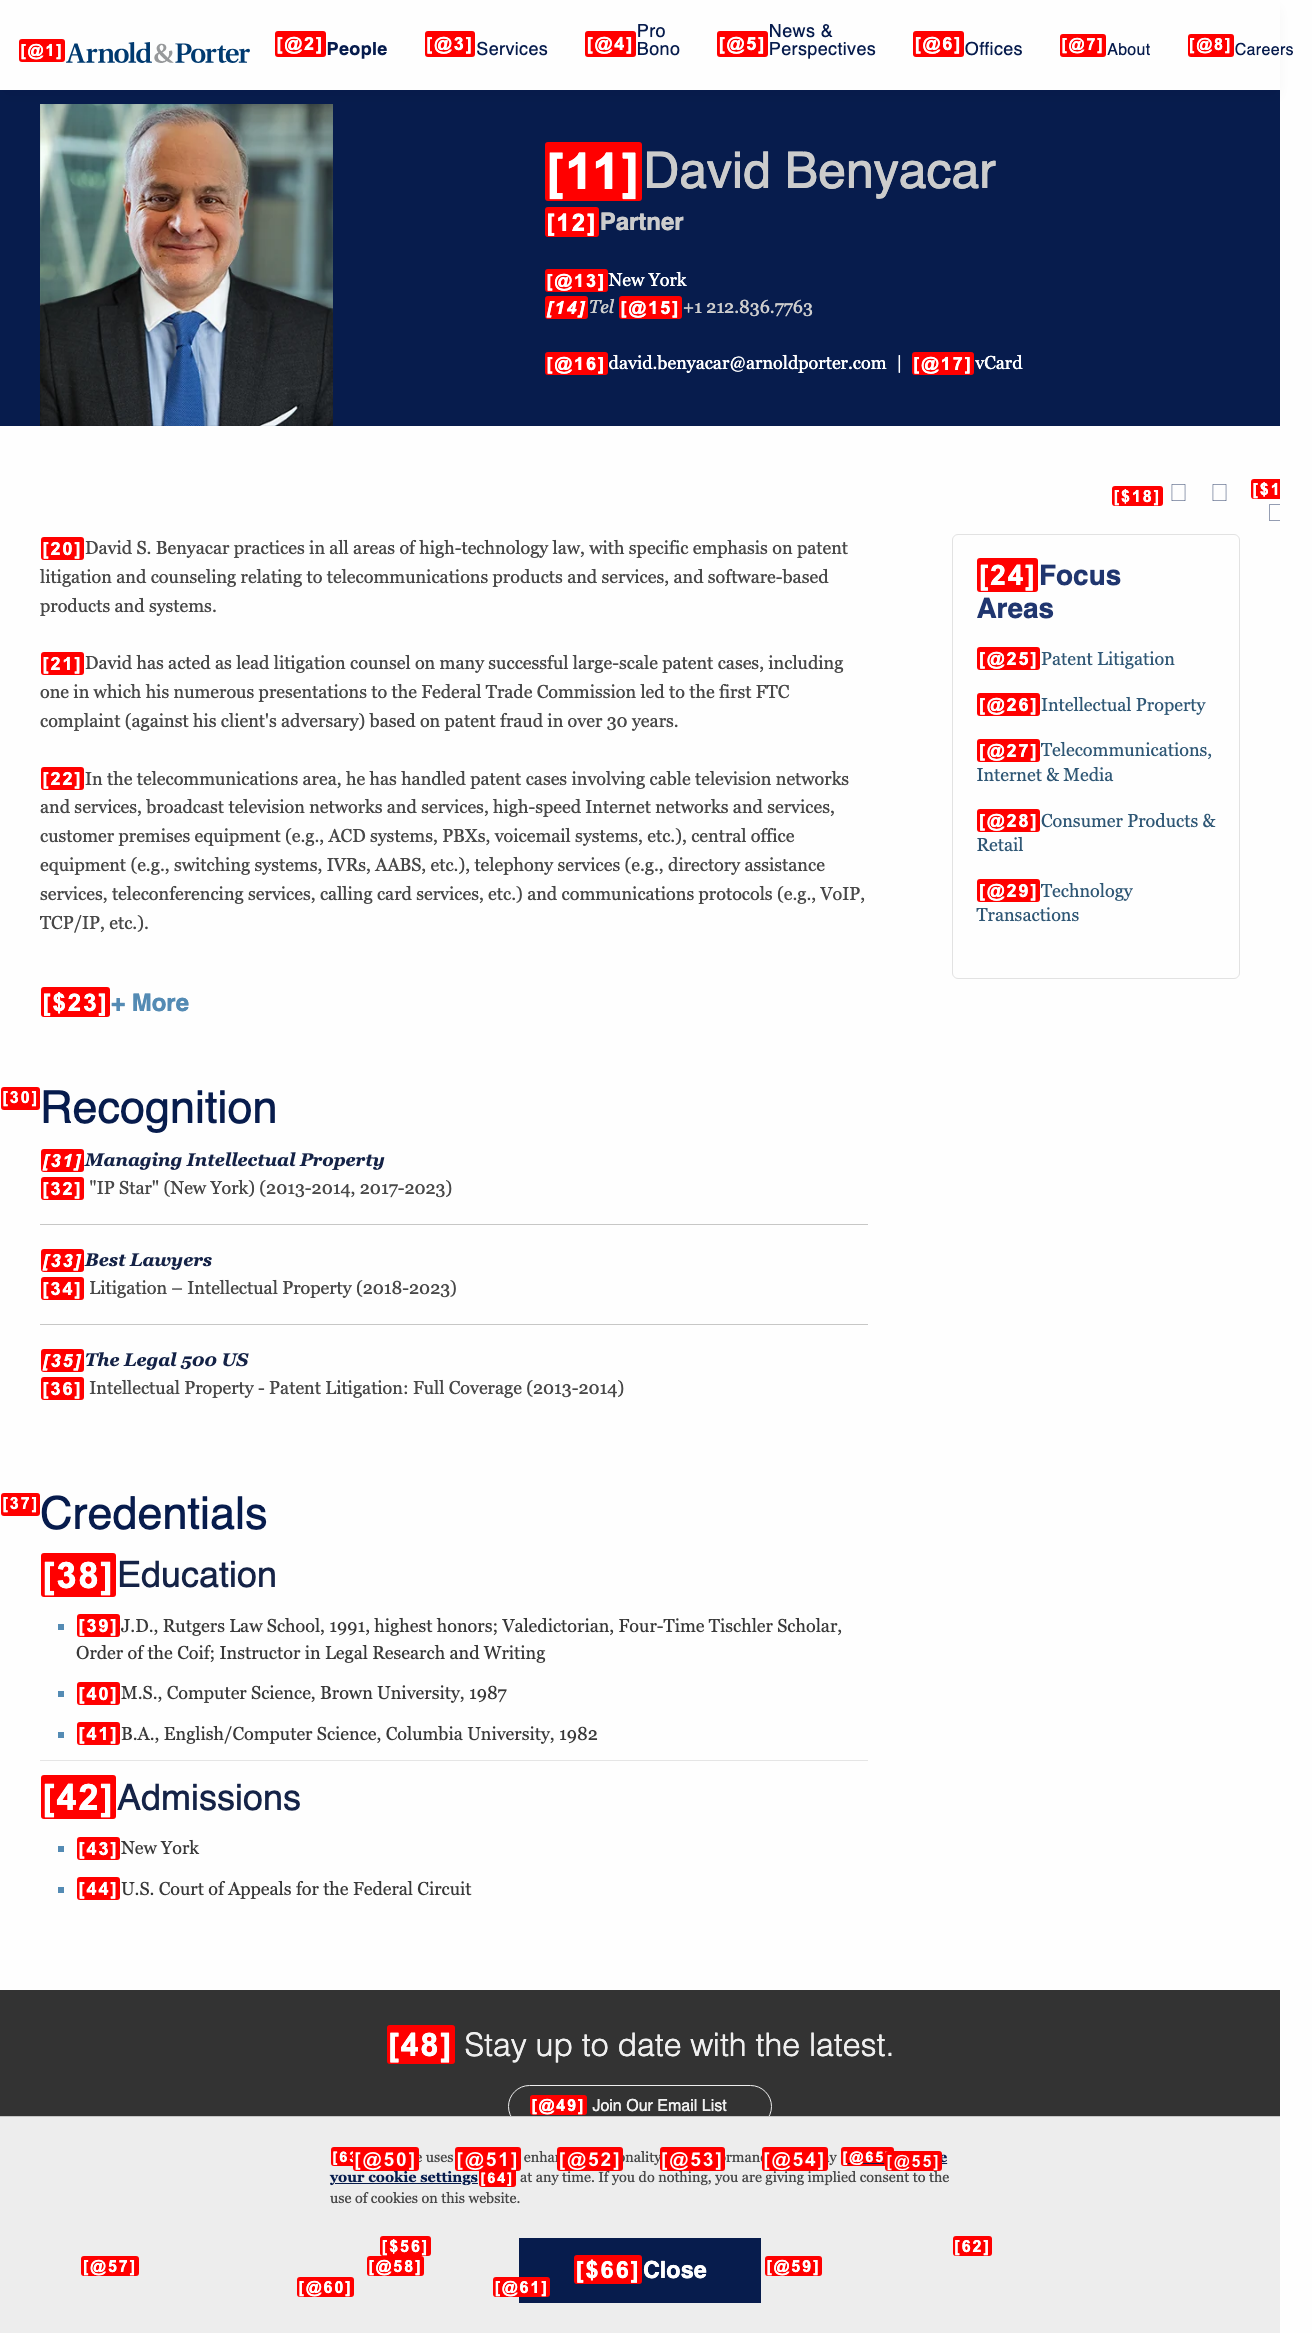 [@1] Arnold&Porter
[@2] People
[@3] Services
[@4] Pro Bono
[@5] News & Perspectives
[@6] Offices
[@7] About
[@8] Careers
[11] David Benyacar
[12] Partner
[@13] New York
[14] Tel [@15] +1 212.836.7763
[@16] david.benyacar@arnoldporter.com | [@17] vCard
[$18]
[20] David S. Benyacar practices in all areas of high-technology law, with specific emphasis on patent
litigation and counseling relating to telecommunications products and services, and software-based
products and systems.
[21] David has acted as lead litigation counsel on many successful large-scale patent cases, including
one in which his numerous presentations to the Federal Trade Commission led to the first FTC
complaint (against his client's adversary) based on patent fraud in over 30 years.
[22] In the telecommunications area, he has handled patent cases involving cable television networks
and services, broadcast television networks and services, high-speed Internet networks and services,
customer premises equipment (e.g., ACD systems, PBXs, voicemail systems, etc.), central office
equipment (e.g., switching systems, IVRs, AABS, etc.), telephony services (e.g., directory assistance
services, teleconferencing services, calling card services, etc.) and communications protocols (e.g., VoIP,
TCP/IP, etc.).
[$23] + More
[24] Focus
Areas
[@25] Patent Litigation
[@26] Intellectual Property
[@27] Telecommunications,
Internet & Media
[@28] Consumer Products &
Retail
[@29] Technology
Transactions
[30] Recognition
[31] Managing Intellectual Property
[32] "IP Star" (New York) (2013-2014, 2017-2023)
[33] Best Lawyers
[34] Litigation – Intellectual Property (2018-2023)
[35] The Legal 500 US
[36] Intellectual Property - Patent Litigation: Full Coverage (2013-2014)
[37] Credentials
[38] Education
[39] J.D., Rutgers Law School, 1991, highest honors; Valedictorian, Four-Time Tischler Scholar,
Order of the Coif; Instructor in Legal Research and Writing
[40] M.S., Computer Science, Brown University, 1987
[41] B.A., English/Computer Science, Columbia University, 1982
[42] Admissions
[43] New York
[44] U.S. Court of Appeals for the Federal Circuit
[48] Stay up to date with the latest.
[@49] Join Our Email List
[@50] uses [@51] [@52] [@53] [@54] [@55]
your cookie settings [64] at any time. If you do nothing, you are giving implied consent to the
use of cookies on this website.
[$56] [62]
[@57] [@58] [$66] Close [@59]
[@60] [@61]